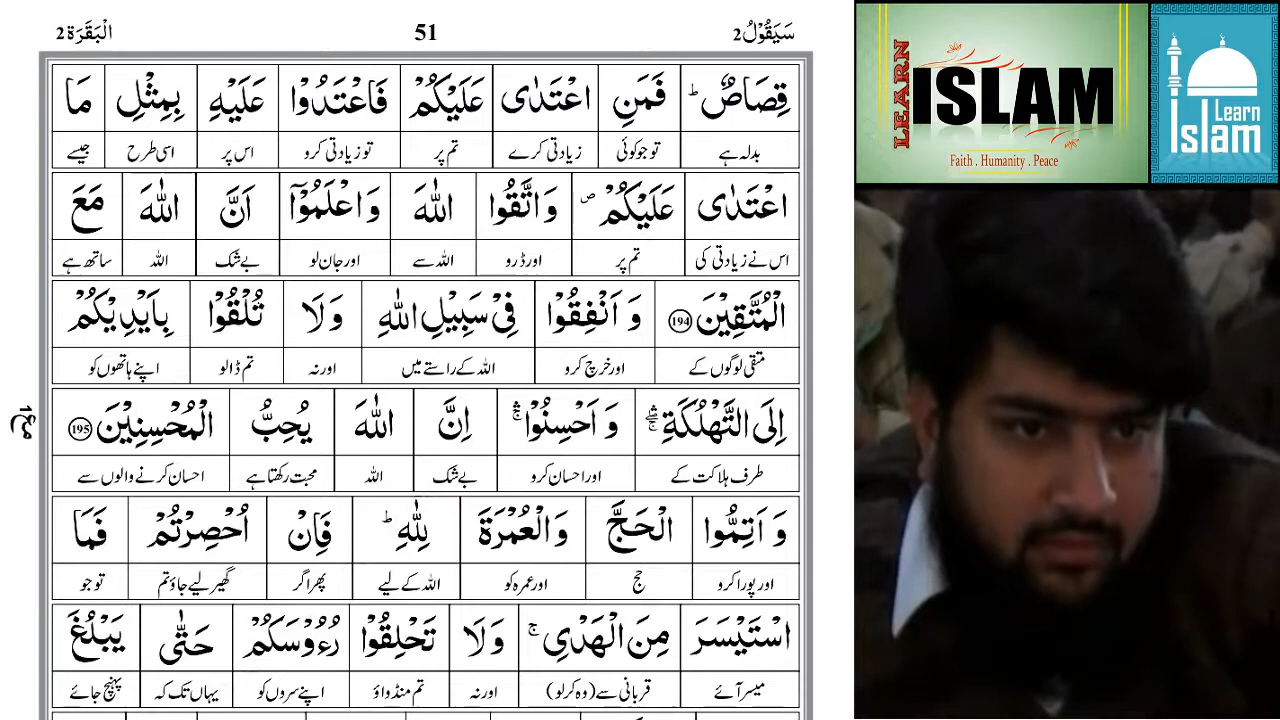 سَيَقُوْلُ 2
51
الْبَقَرَة 2
قِصَاصٌ ؕ فَمَنِ اعْتَدٰى عَلَيْكُمْ فَاعْتَدُوْا عَلَيْهِ بِمِثْلِ مَا
بدلہ ہے تو جو کوئی زیادتی کرے تم پر تو زیادتی کرو اس پر اسی طرح جیسے
اعْتَدٰى عَلَيْكُمْ ۪ وَاتَّقُوا اللّٰهَ وَاعْلَمُوْٓا اَنَّ اللّٰهَ مَعَ
اس نے زیادتی کی تم پر اور ڈرو اللہ سے اور جان لو بے شک اللہ ساتھ ہے
الْمُتَّقِيْنَ 194 وَ اَنْفِقُوْا فِىْ سَبِيْلِ اللّٰهِ وَلَا تُلْقُوْا بِاَيْدِيْكُمْ
متقی لوگوں کے اور خرچ کرو اللہ کے راستے میں اور نہ تم ڈالو اپنے ہاتھوں کو
اِلَى التَّهْلُكَةِ ۛۚ وَ اَحْسِنُوْا ۛۚ اِنَّ اللّٰهَ يُحِبُّ الْمُحْسِنِيْنَ 195
طرف ہلاکت کے اور احسان کرو بے شک اللہ محبت رکھتا ہے احسان کرنے والوں سے
وَ اَتِمُّوا الْحَجَّ وَالْعُمْرَةَ لِلّٰهِ ؕ فَاِنْ اُحْصِرْتُمْ فَمَا
اور پورا کرو حج اور عمرہ کو اللہ کے لیے پھر اگر گھیر لیے جاؤ تم تو جو
اسْتَيْسَرَ مِنَ الْهَدْىِ ۚ وَلَا تَحْلِقُوْا رُءُوْسَكُمْ حَتّٰى يَبْلُغَ
میسر آئے قربانی سے (وہ کر لو) اور نہ تم منڈواؤ اپنے سروں کو یہاں تک کہ پہنچ جائے
LEARN
ISLAM
Faith . Humanity . Peace
Learn
Islam